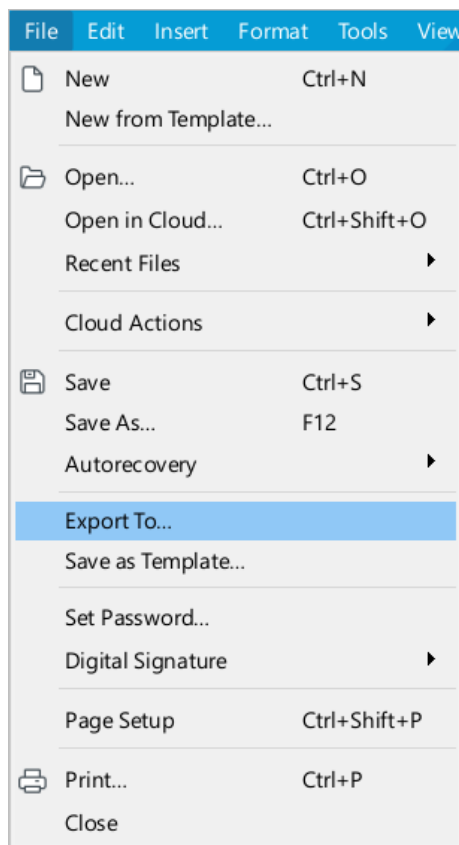 File Edit Insert Format Tools View
New Ctrl+N
New from Template...
Open... Ctrl+O
Open in Cloud... Ctrl+Shift+O
Recent Files
Cloud Actions
Save Ctrl+S
Save As... F12
Autorecovery
Export To...
Save as Template...
Set Password...
Digital Signature
Page Setup Ctrl+Shift+P
Print... Ctrl+P
Close